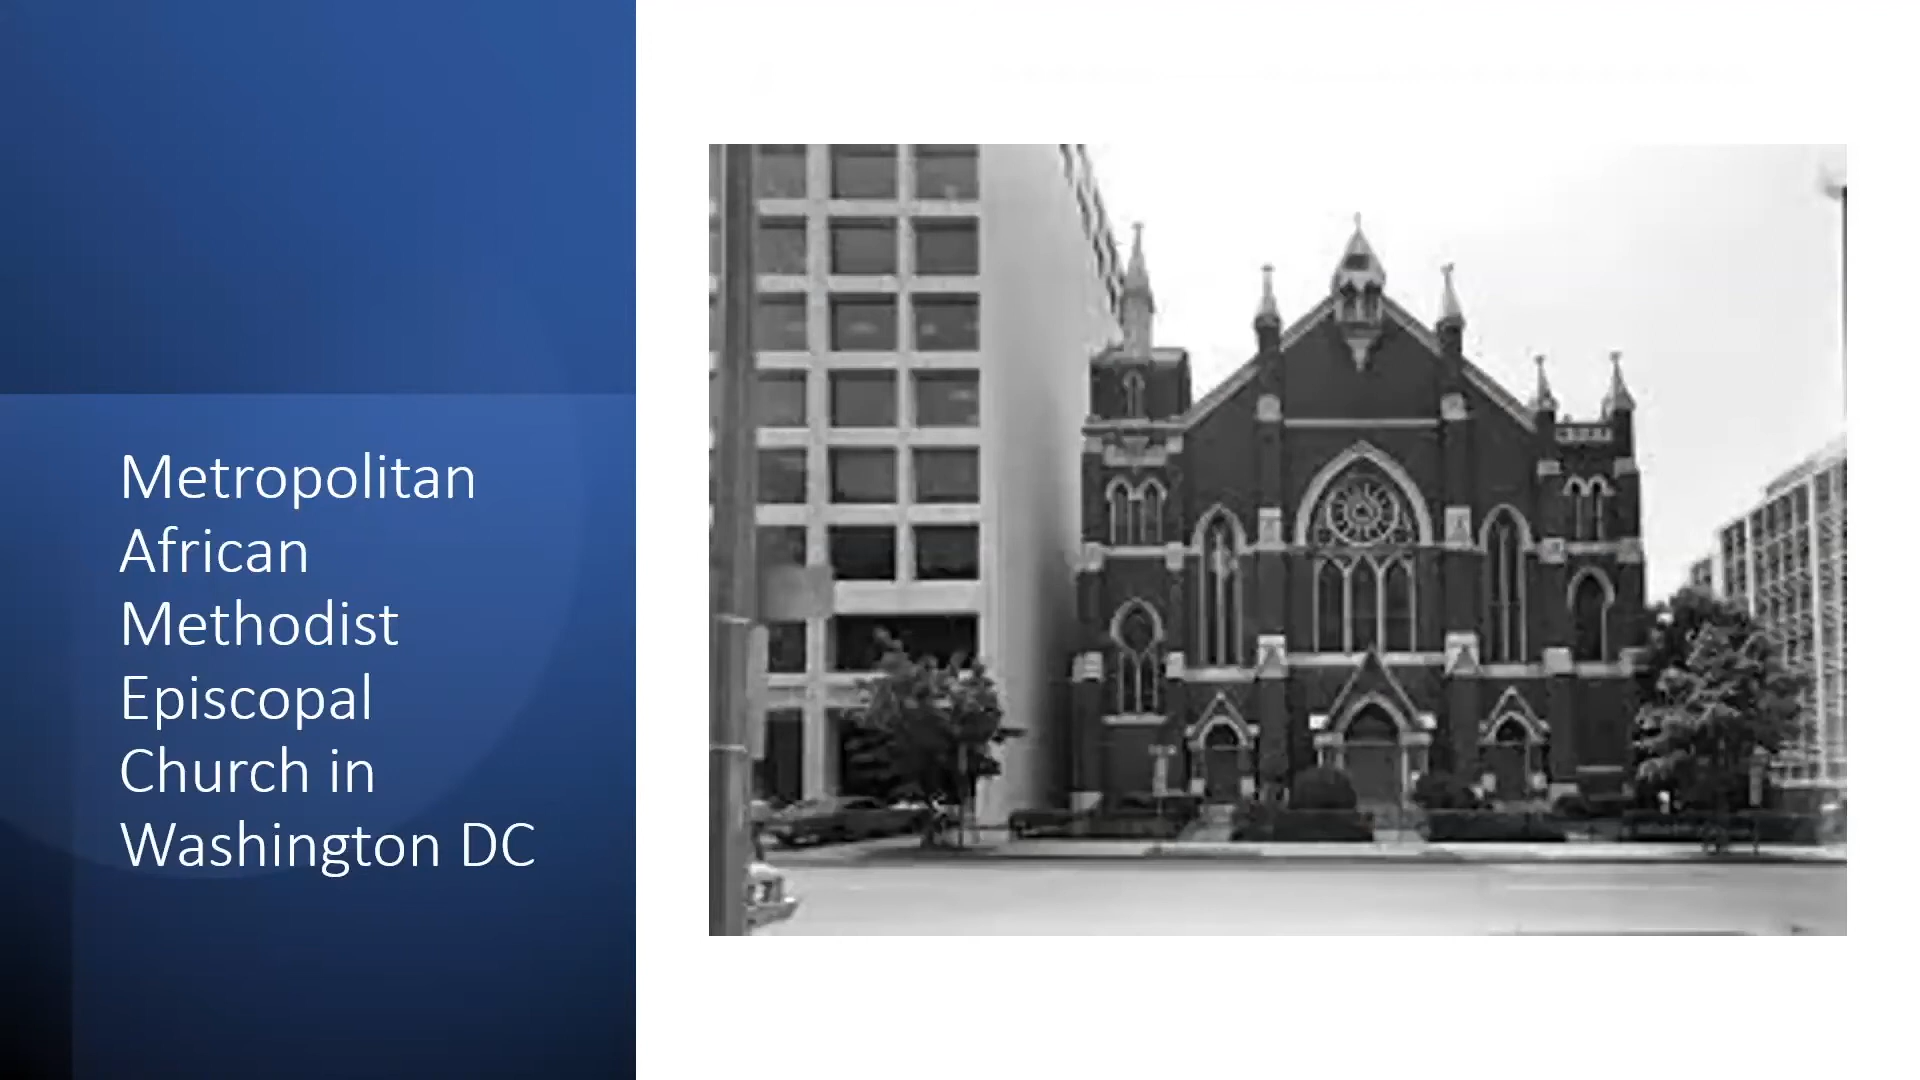 Metropolitan
African
Methodist
Episcopal
Church in
Washington DC